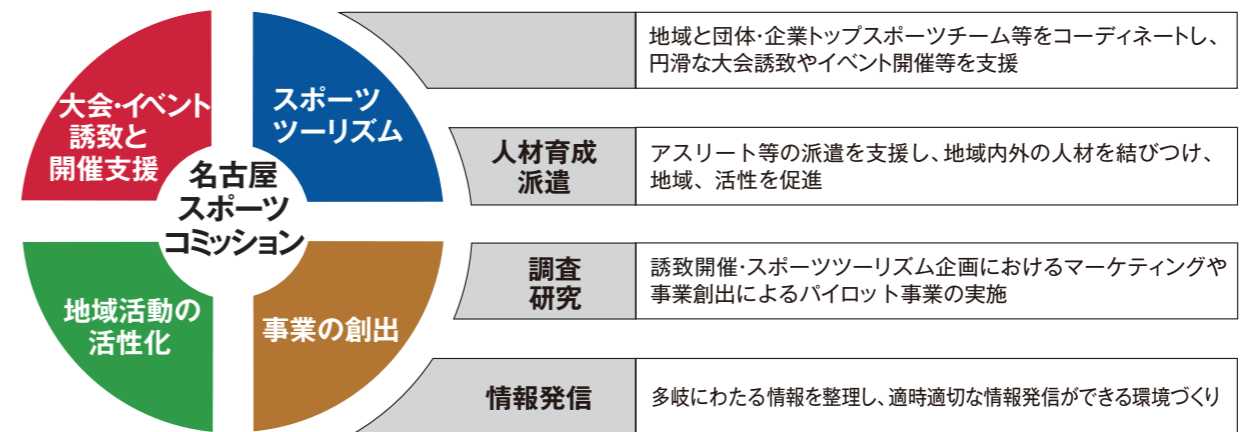 大会・イベント
誘致と
開催支援
スポーツ
ツーリズム
名古屋
スポーツ
コミッション
地域活動の
活性化
事業の創出
地域と団体・企業トップスポーツチーム等をコーディネートし、
円滑な大会誘致やイベント開催等を支援
人材育成
派遣
アスリート等の派遣を支援し、地域内外の人材を結びつけ、
地域、活性を促進
調査
研究
誘致開催・スポーツツーリズム企画におけるマーケティングや
事業創出によるパイロット事業の実施
情報発信
多岐にわたる情報を整理し、適時適切な情報発信ができる環境づくり